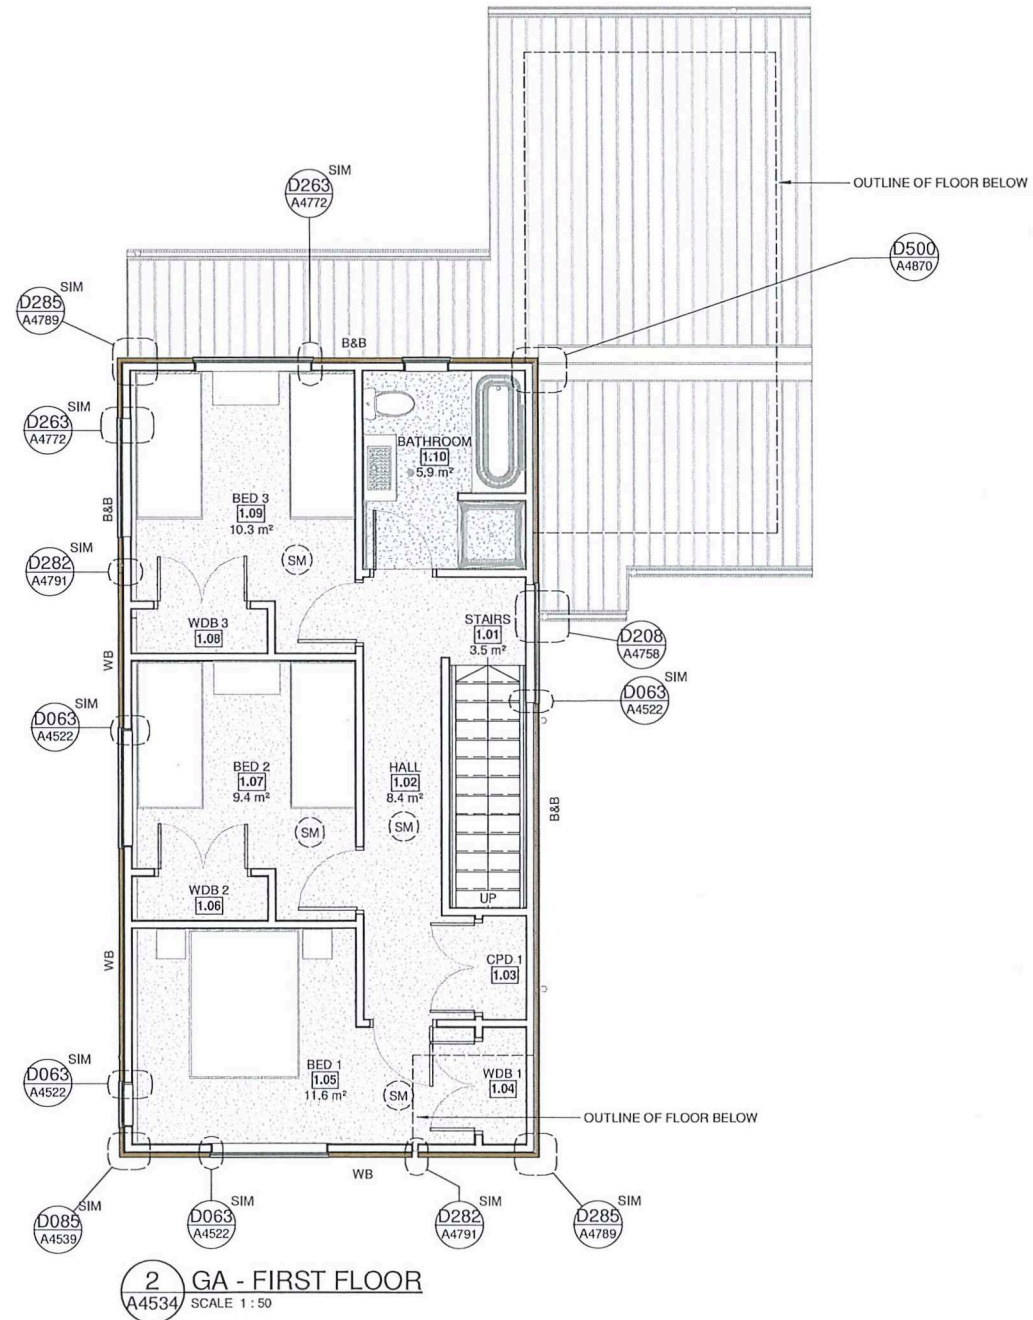 OUTLINE OF FLOOR BELOW
SIM
D263
A4772
D500
A4870
SIM
D285
A4789
B&B
SIM
D263
A4772
BATHROOM
1.10
5.9 m²
BED 3
1.09
10.3 m²
B&B
SIM
D282
A4791
SM
WDB 3
1.08
STAIRS
1.01
3.5 m²
D208
A4758
WB
SIM
D063
A4522
SIM
D063
A4522
BED 2
1.07
9.4 m²
HALL
1.02
8.4 m²
SM
SM
B&B
WDB 2
1.06
UP
WB
CPD 1
1.03
SIM
D063
A4522
BED 1
1.05
11.6 m²
SM
WDB 1
1.04
OUTLINE OF FLOOR BELOW
WB
SIM
D085
A4539
SIM
D063
A4522
SIM
D282
A4791
SIM
D285
A4789
2
A4534
GA - FIRST FLOOR
SCALE 1 : 50